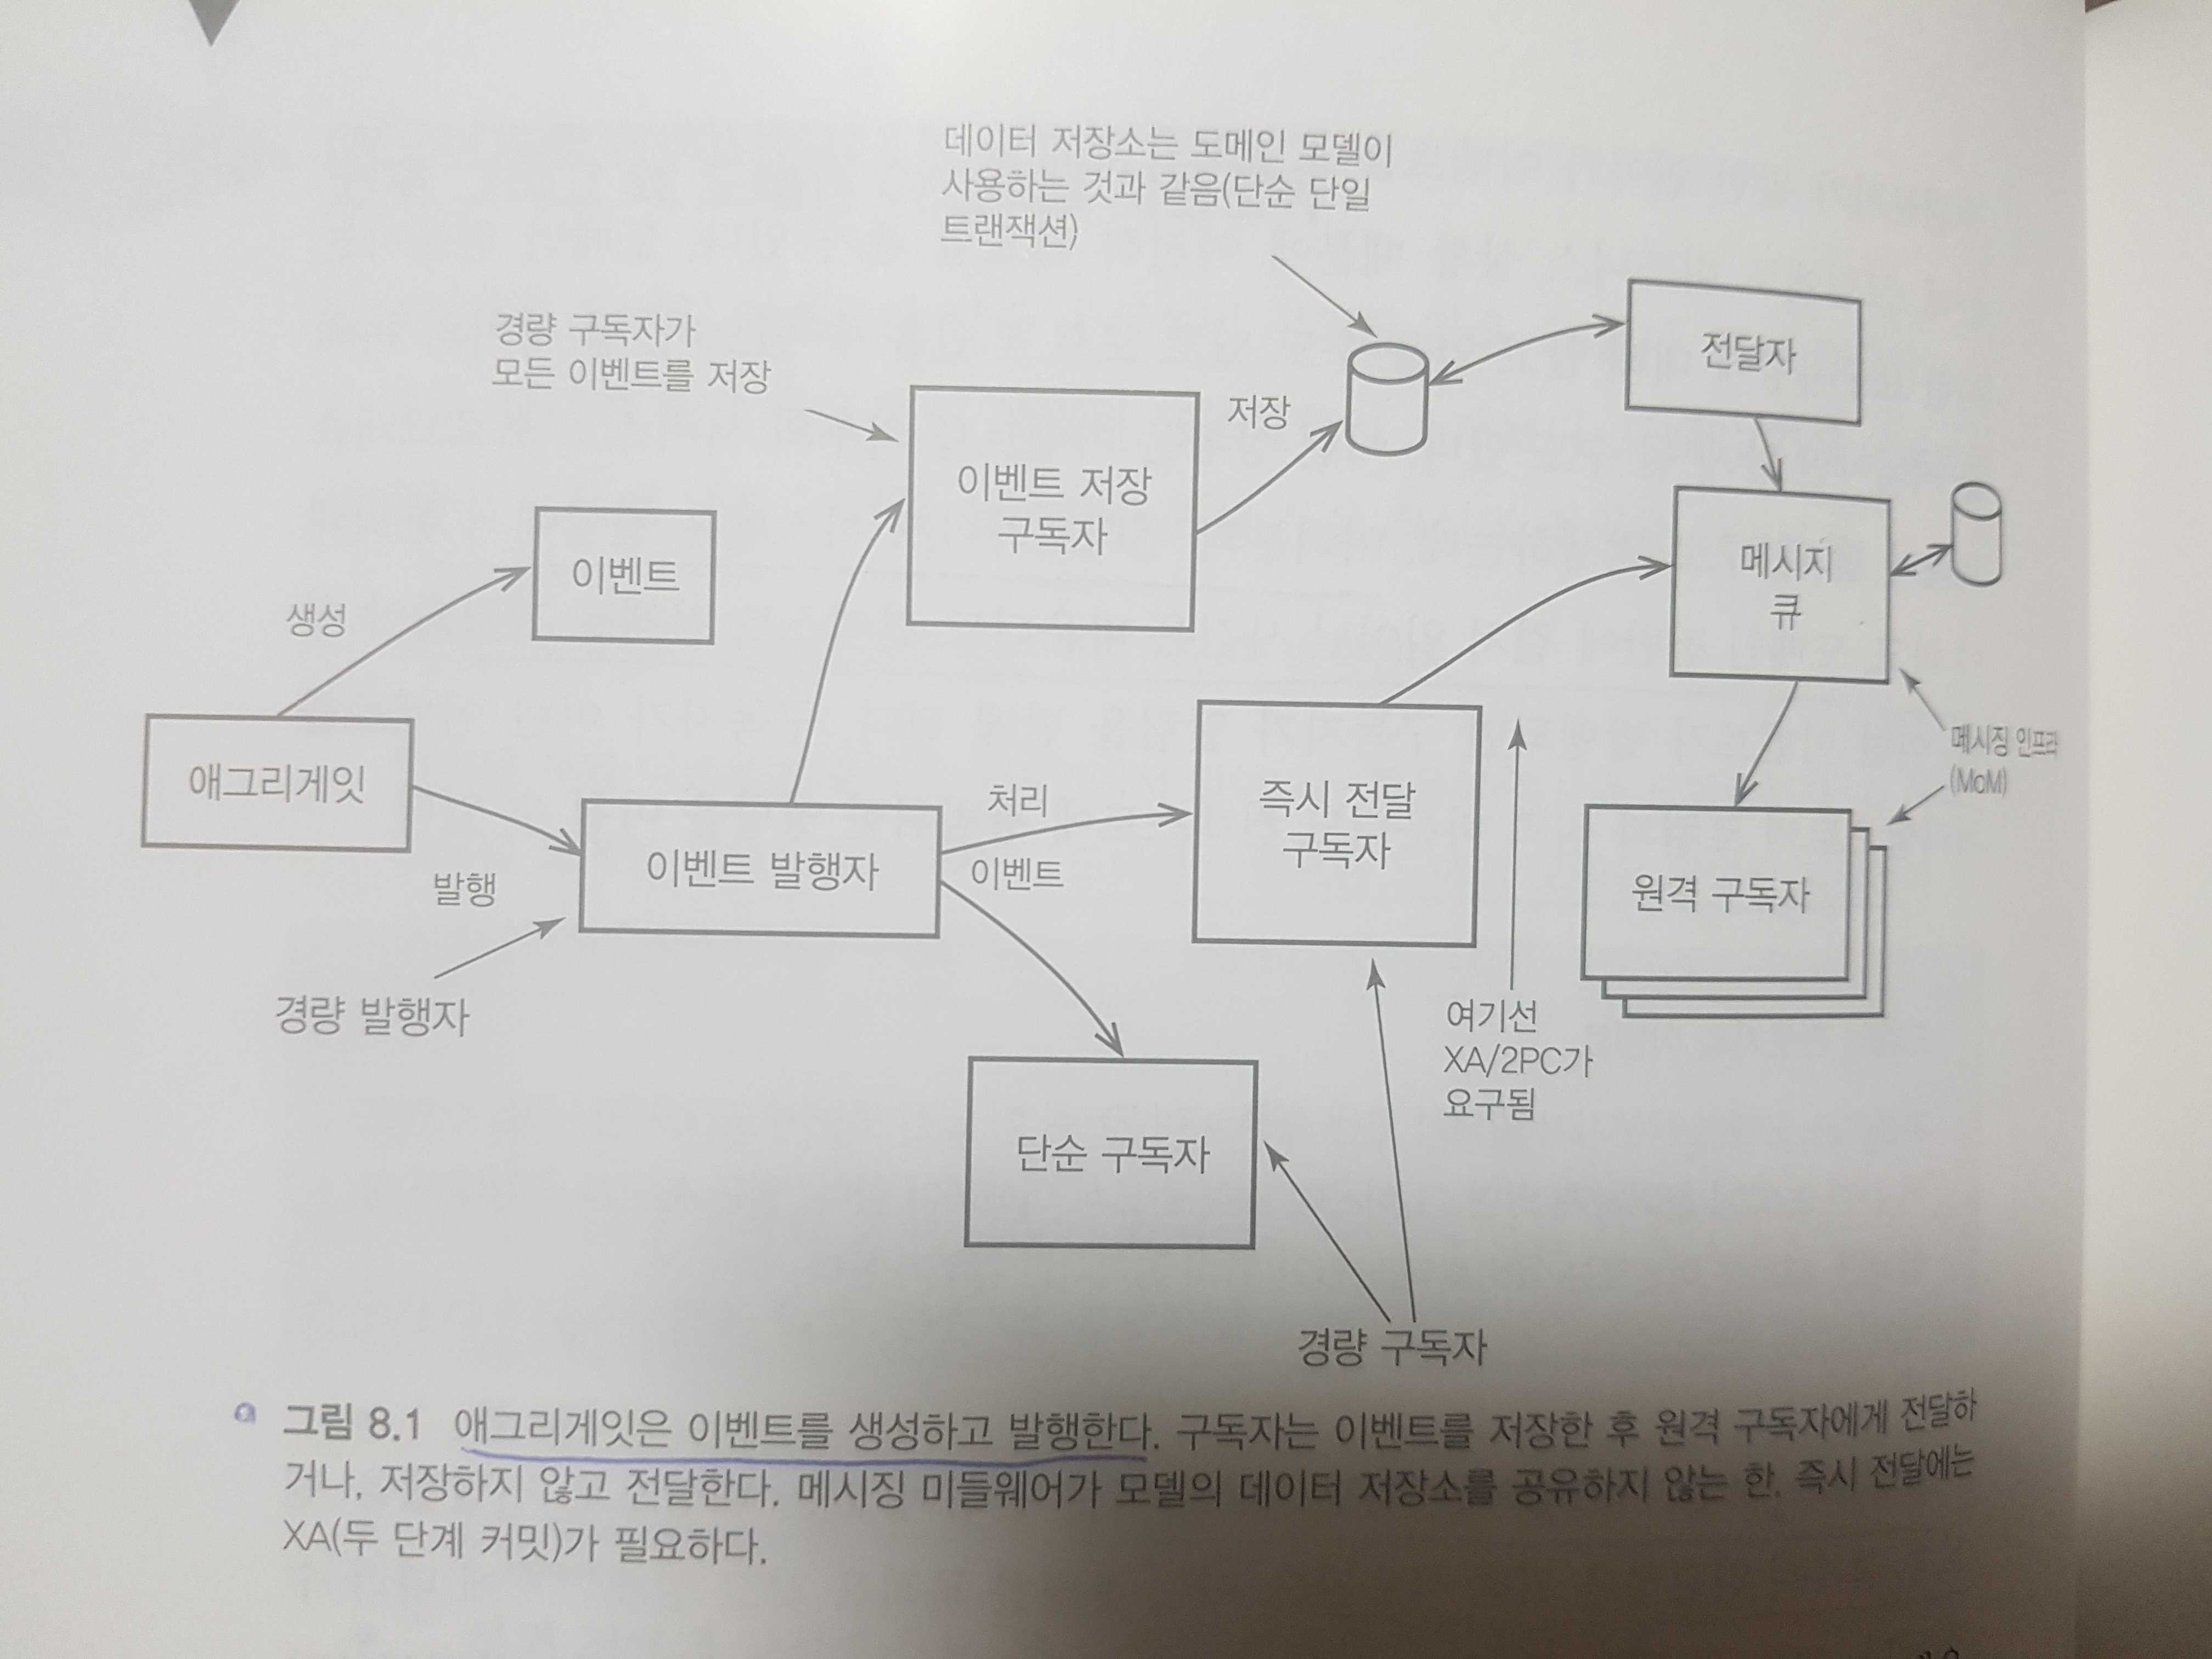 데이터 저장소는 도메인 모델이
사용하는 것과 같음(단순 단일
트랜잭션)
경량 구독자가
모든 이벤트를 저장
전달자
저장
이벤트 저장
구독자
이벤트
메시지
큐
생성
메시징 인프라
(MoM)
애그리게잇
처리
즉시 전달
구독자
이벤트 발행자
이벤트
발행
원격 구독자
경량 발행자
여기선
XA/2PC가
요구됨
단순 구독자
경량 구독자
그림 8.1 애그리게잇은 이벤트를 생성하고 발행한다. 구독자는 이벤트를 저장한 후 원격 구독자에게 전달하
거나, 저장하지 않고 전달한다. 메시징 미들웨어가 모델의 데이터 저장소를 공유하지 않는 한, 즉시 전달에는
XA(두 단계 커밋)가 필요하다.